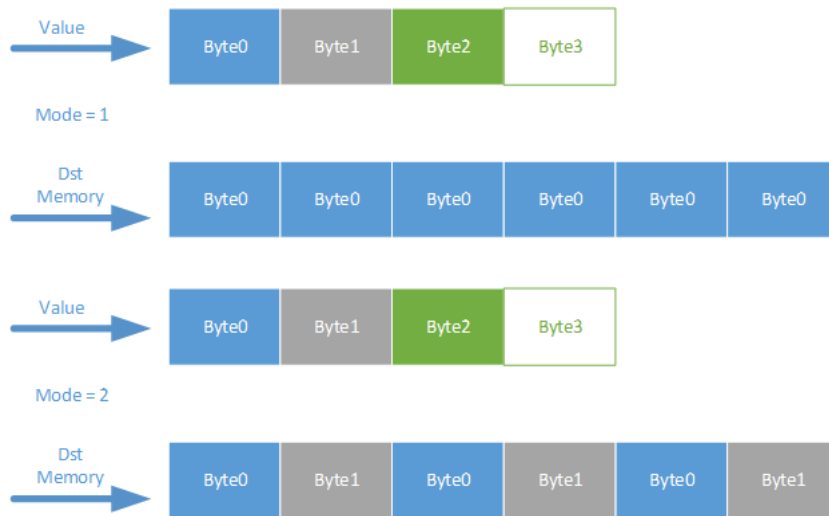 Value
Byte0 Byte1 Byte2 Byte3
Mode = 1
Dst
Memory
Byte0 Byte0 Byte0 Byte0 Byte0 Byte0
Value
Byte0 Byte1 Byte2 Byte3
Mode = 2
Dst
Memory
Byte0 Byte1 Byte0 Byte1 Byte0 Byte1